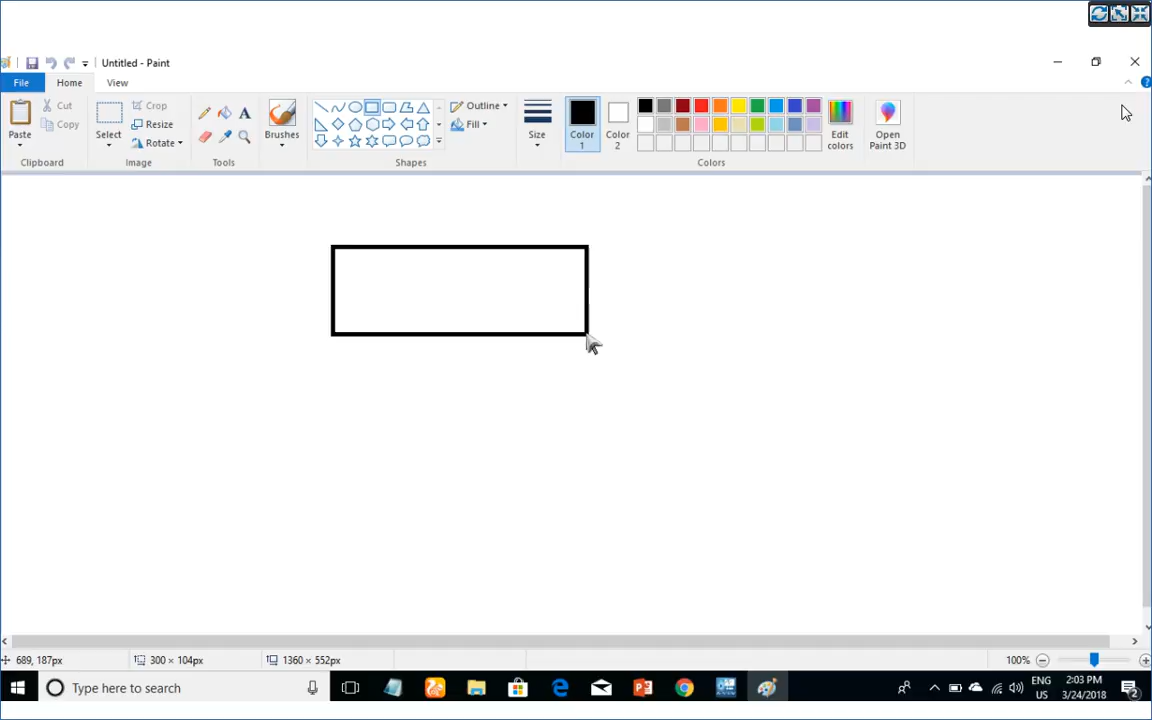 Untitled - Paint
File Home View
Paste
Cut
Copy
Clipboard
Select
Crop
Resize
Rotate
Image
A
Tools
Brushes
Shapes
Outline
Fill
Size
Color 1
Color 2
Colors
Edit colors
Open Paint 3D
689, 187px 300 × 104px 1360 × 552px 100%
Type here to search
ENG US
2:03 PM
3/24/2018
2